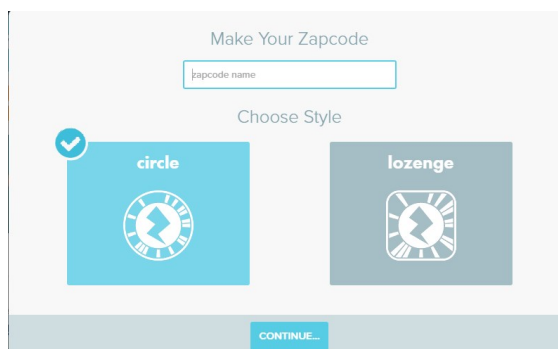 Make Your Zapcode
zapcode name
Choose Style
circle
lozenge
CONTINUE...